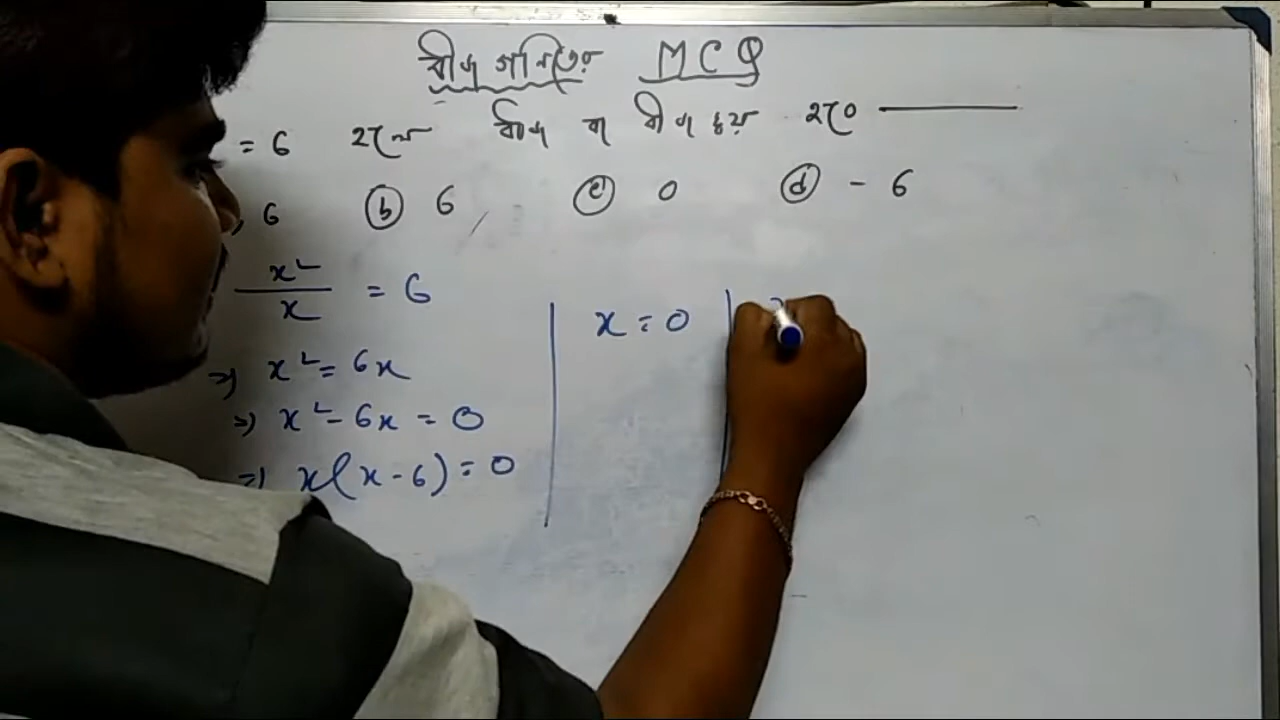 বীজ গনিতের MCQ
= 6 হলে বীজ বা বীজদ্বয় হবে ———
, 6 ⓑ 6 ⓒ 0 ⓓ - 6
x²/x = 6
⇒ x² = 6x
⇒ x² - 6x = 0
⇒ x(x - 6) = 0
x = 0